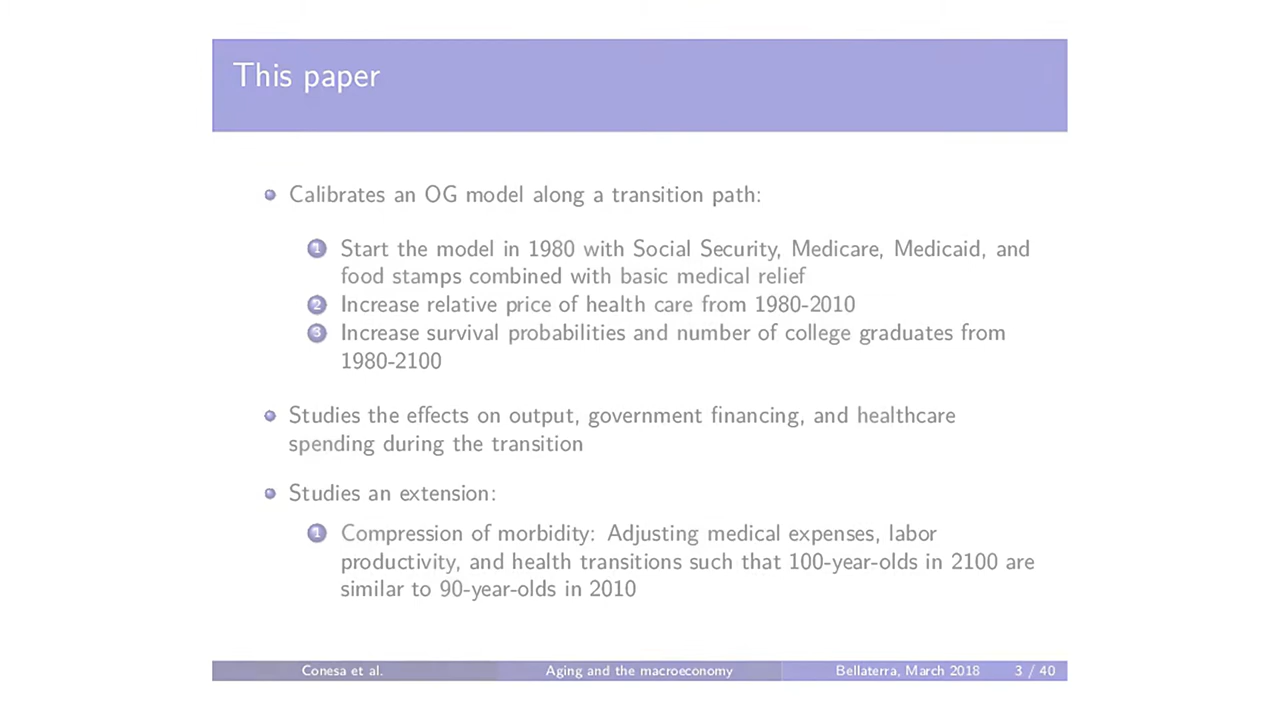 This paper
Calibrates an OG model along a transition path:
1 Start the model in 1980 with Social Security, Medicare, Medicaid, and
food stamps combined with basic medical relief
2 Increase relative price of health care from 1980-2010
3 Increase survival probabilities and number of college graduates from
1980-2100
Studies the effects on output, government financing, and healthcare
spending during the transition
Studies an extension:
1 Compression of morbidity: Adjusting medical expenses, labor
productivity, and health transitions such that 100-year-olds in 2100 are
similar to 90-year-olds in 2010
Conesa et al. Aging and the macroeconomy Bellaterra, March 2018 3 / 40